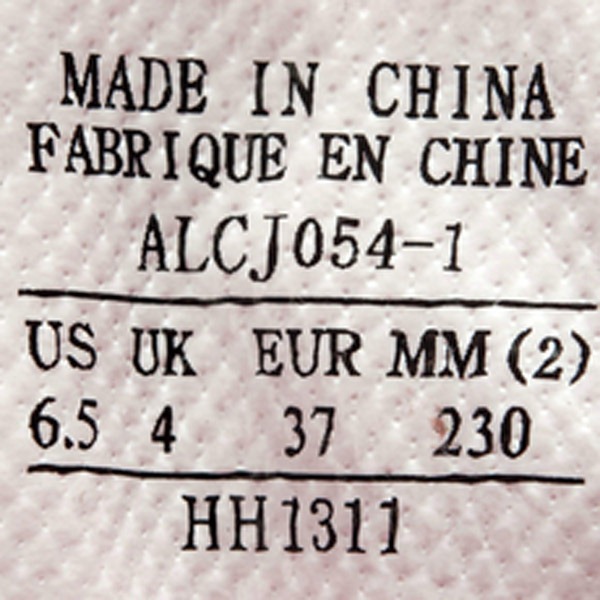 MADE IN CHINA
FABRIQUE EN CHINE
ALCJ054-1
US UK EUR MM (2)
6.5 4 37 230
HH1311